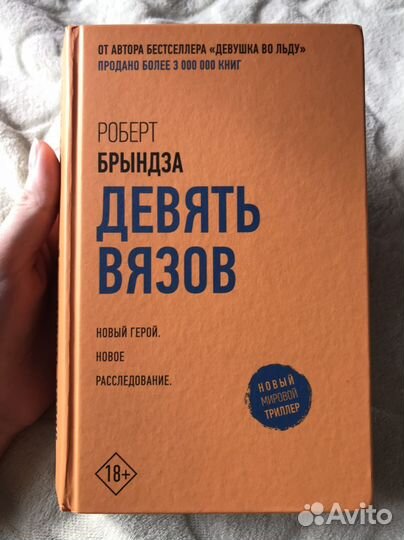 ОТ АВТОРА БЕСТСЕЛЛЕРА «ДЕВУШКА ВО ЛЬДУ»
ПРОДАНО БОЛЕЕ 3 000 000 КНИГ
РОБЕРТ
БРЫНДЗА
ДЕВЯТЬ
ВЯЗОВ
НОВЫЙ ГЕРОЙ.
НОВОЕ
РАССЛЕДОВАНИЕ.
НОВЫЙ
МИРОВОЙ
ТРИЛЛЕР
18+
Avito